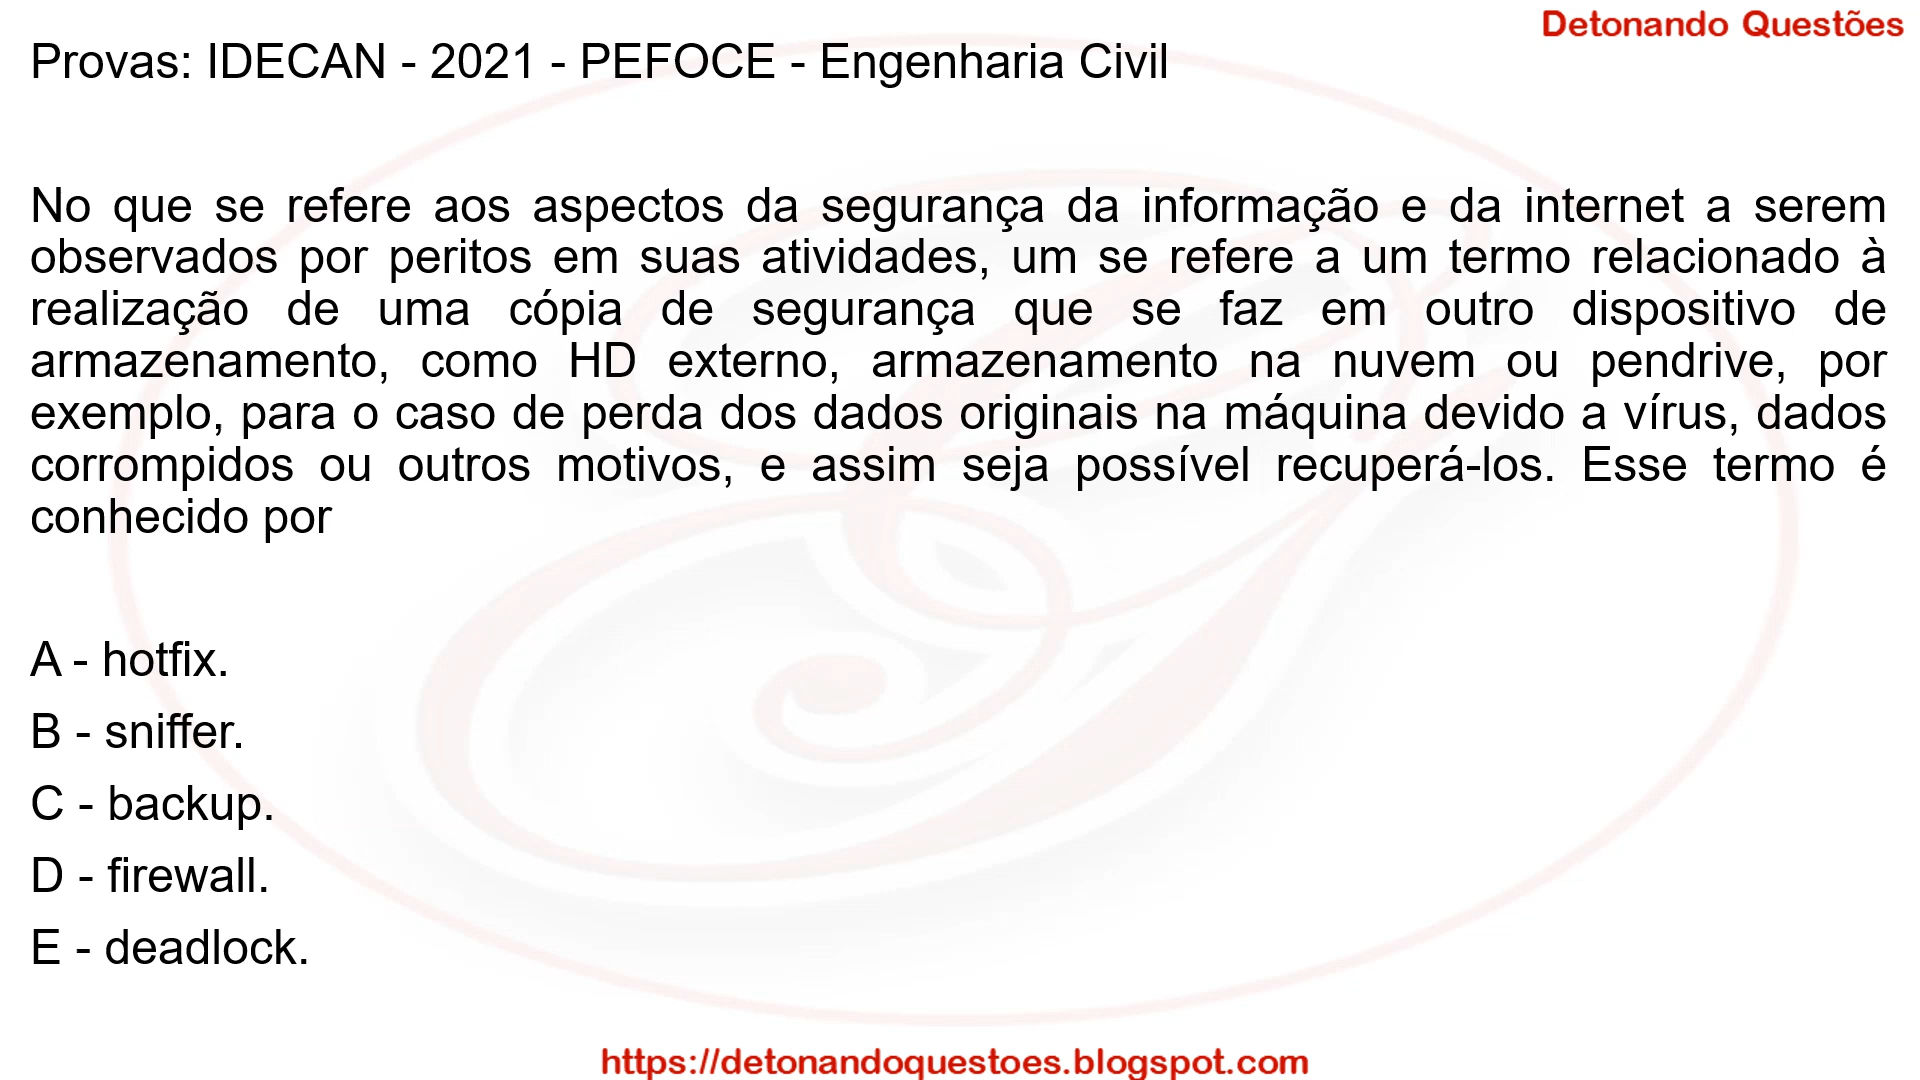 Detonando Questões
Provas: IDECAN - 2021 - PEFOCE - Engenharia Civil
No que se refere aos aspectos da segurança da informação e da internet a serem
observados por peritos em suas atividades, um se refere a um termo relacionado à
realização de uma cópia de segurança que se faz em outro dispositivo de
armazenamento, como HD externo, armazenamento na nuvem ou pendrive, por
exemplo, para o caso de perda dos dados originais na máquina devido a vírus, dados
corrompidos ou outros motivos, e assim seja possível recuperá-los. Esse termo é
conhecido por
A - hotfix.
B - sniffer.
C - backup.
D - firewall.
E - deadlock.
https://detonandoquestoes.blogspot.com